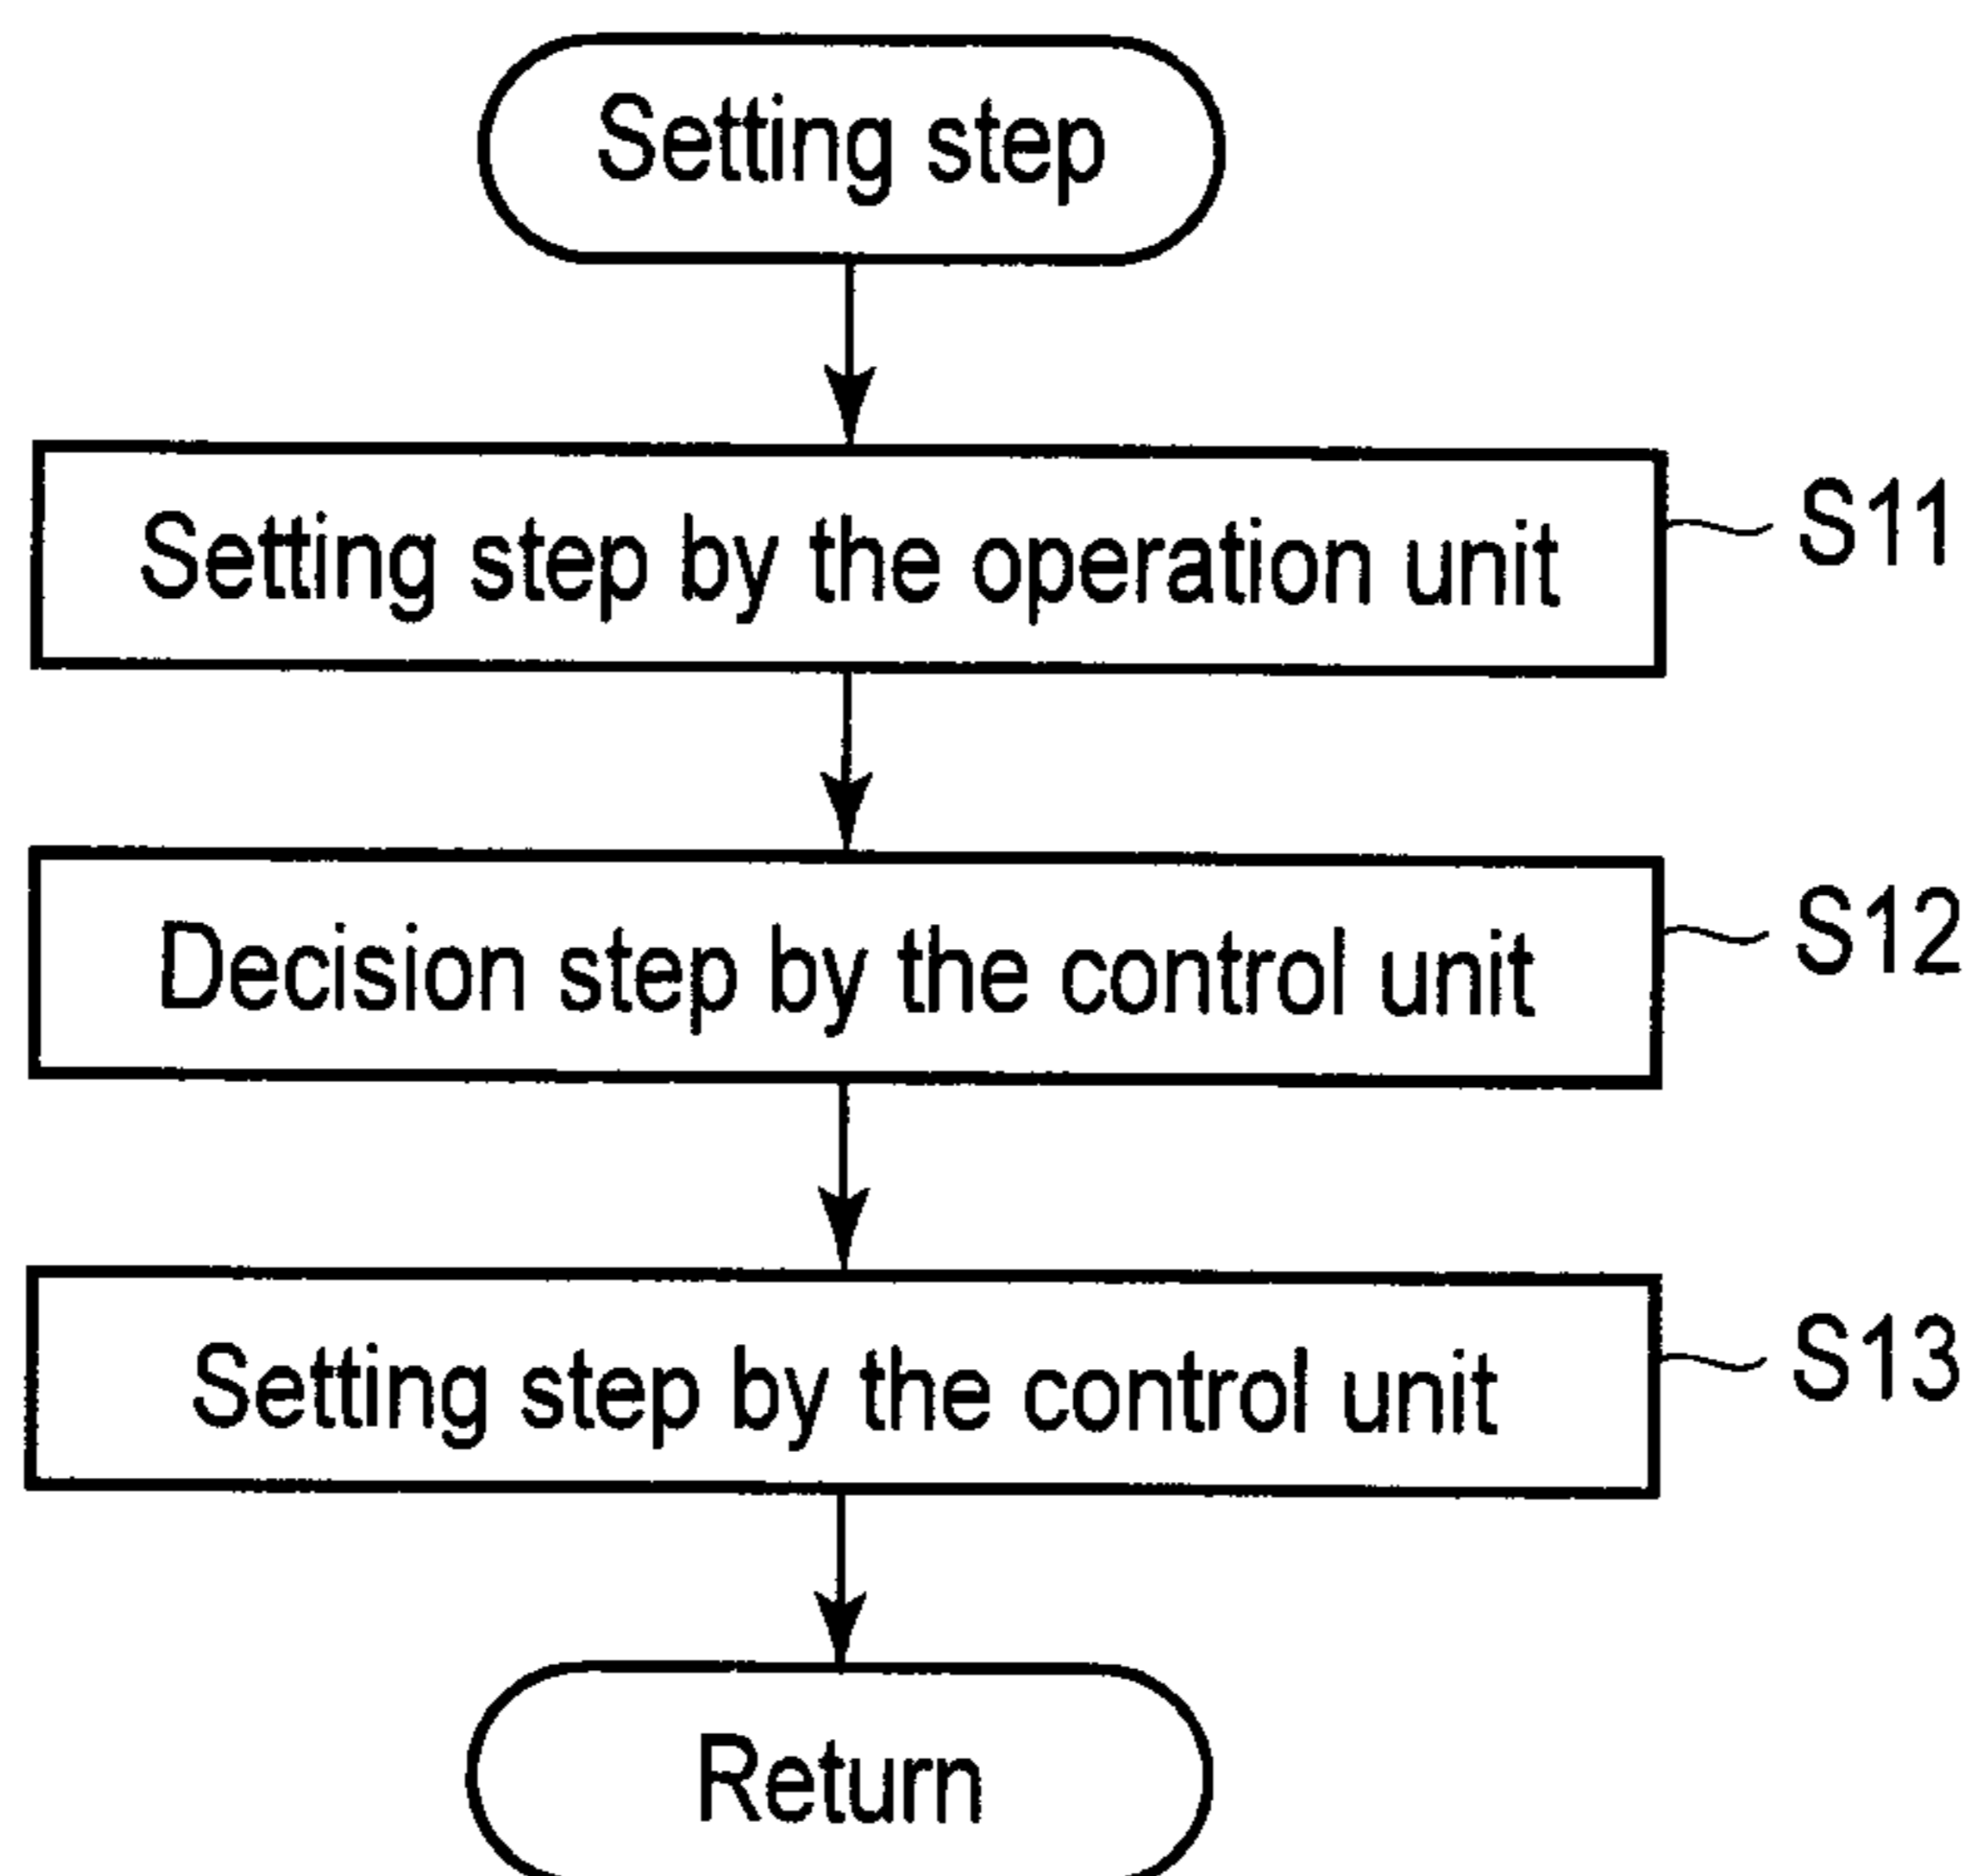 Setting step
Setting step by the operation unit
S11
Decision step by the control unit
S12
Setting step by the control unit
S13
Return